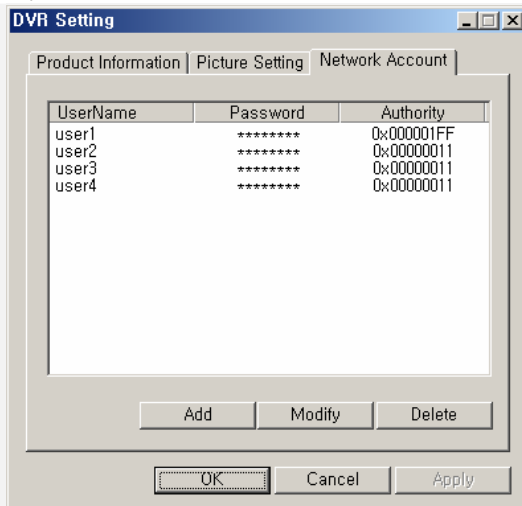 DVR Setting
Product Information Picture Setting Network Account
UserName Password Authority
user1 ******** 0x000001FF
user2 ******** 0x00000011
user3 ******** 0x00000011
user4 ******** 0x00000011
Add Modify Delete
OK Cancel Apply